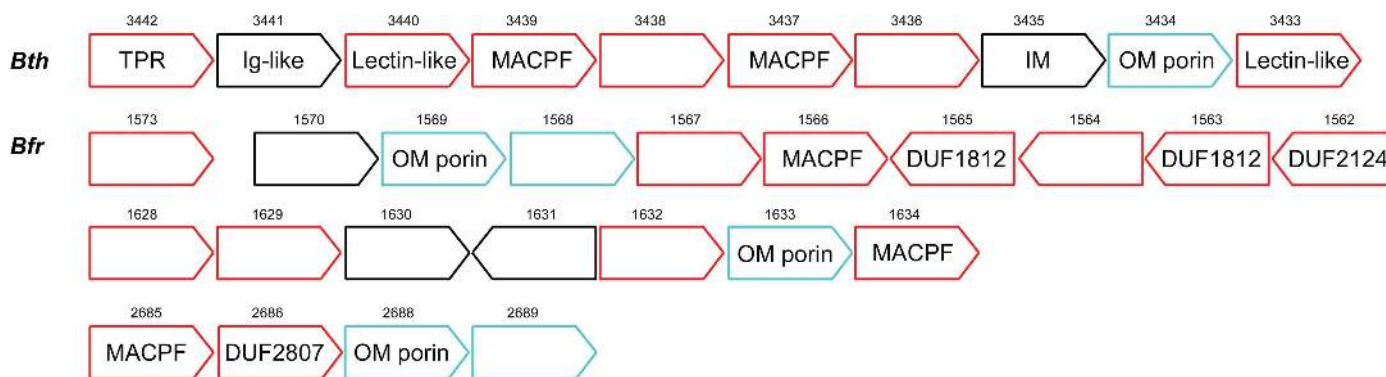 3442 3441 3440 3439 3438 3437 3436 3435 3434 3433
Bth TPR Ig-like Lectin-like MACPF MACPF IM OM porin Lectin-like
1573 1570 1569 1568 1567 1566 1565 1564 1563 1562
Bfr OM porin MACPF DUF1812 DUF1812 DUF2124
1628 1629 1630 1631 1632 1633 1634
OM porin MACPF
2685 2686 2688 2689
MACPF DUF2807 OM porin